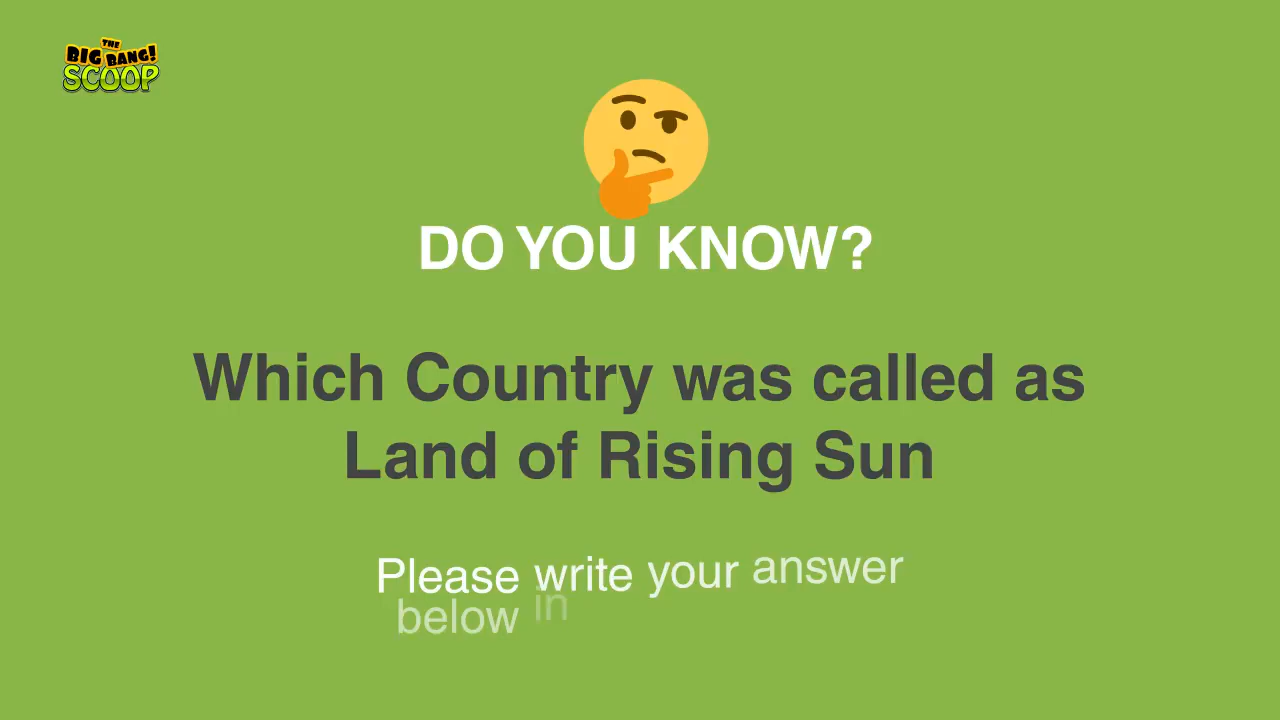 THE
BIG BANG!
SCOOP
DO YOU KNOW?
Which Country was called as
Land of Rising Sun
Please write your answer
below in